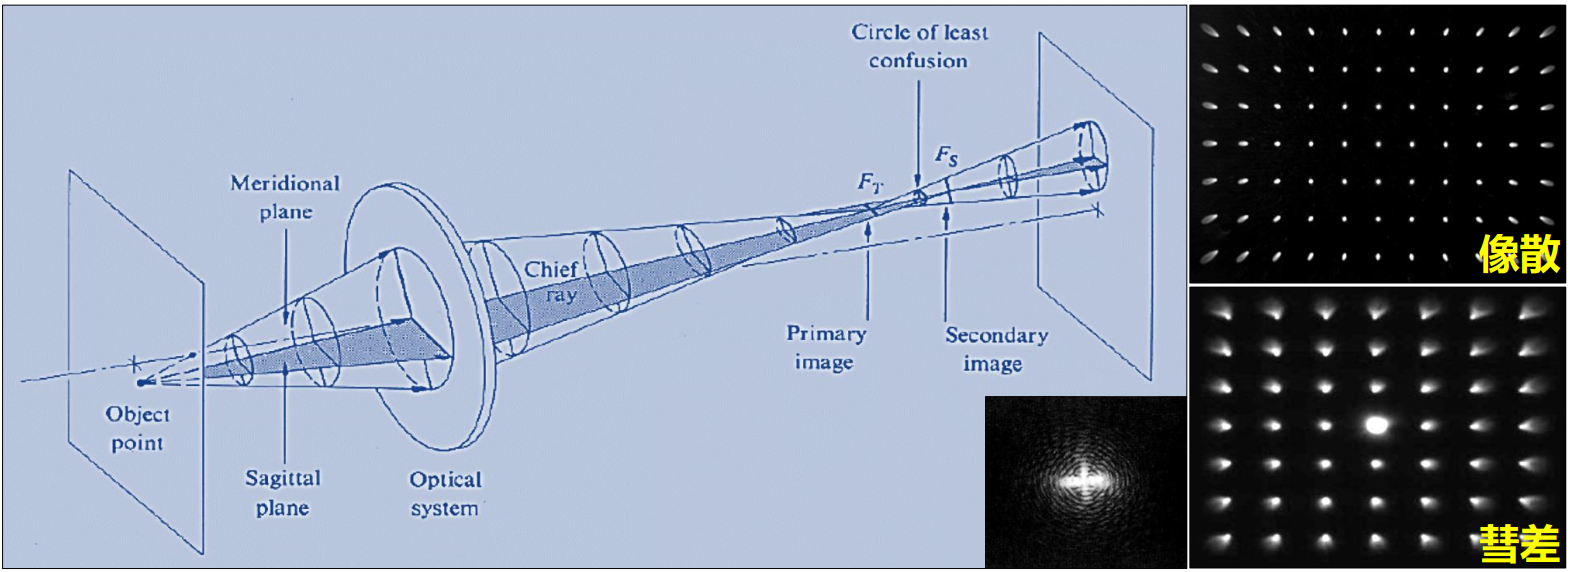 Circle of least
confusion
Meridional
plane
F_S
F_T
Chief
ray
Primary
image
Secondary
image
Object
point
Sagittal
plane
Optical
system
像散
彗差